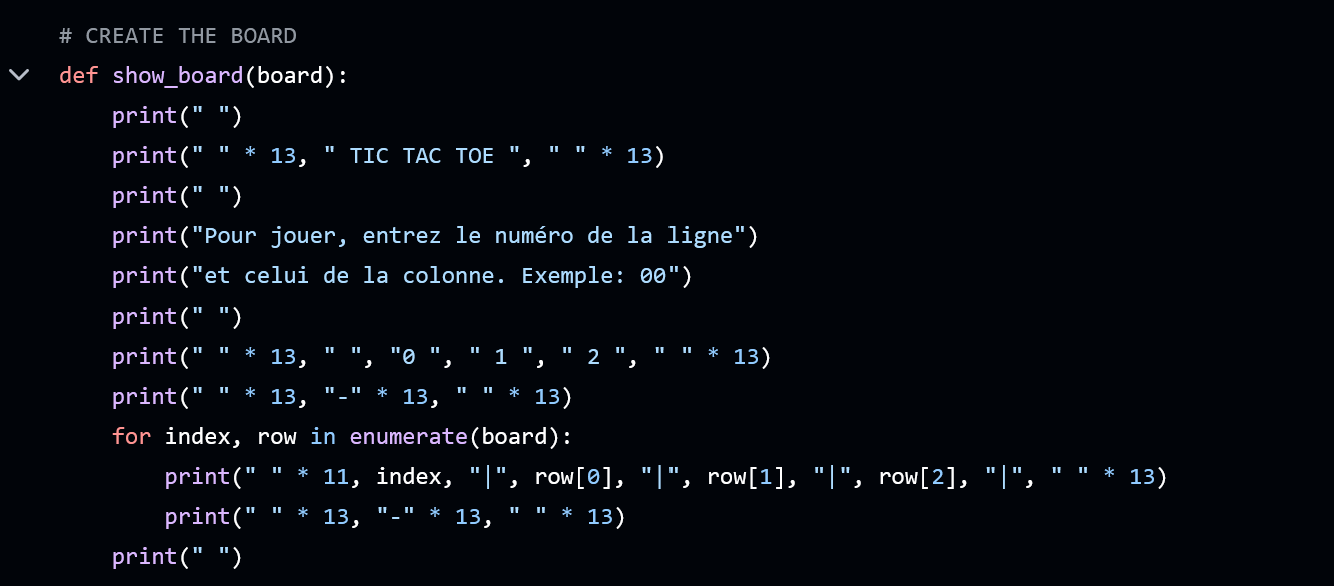 # CREATE THE BOARD
def show_board(board):
    print(" ")
    print(" " * 13, " TIC TAC TOE ", " " * 13)
    print(" ")
    print("Pour jouer, entrez le numéro de la ligne")
    print("et celui de la colonne. Exemple: 00")
    print(" ")
    print(" " * 13, " ", "0 ", " 1 ", " 2 ", " " * 13)
    print(" " * 13, "-" * 13, " " * 13)
    for index, row in enumerate(board):
        print(" " * 11, index, "|", row[0], "|", row[1], "|", row[2], "|", " " * 13)
        print(" " * 13, "-" * 13, " " * 13)
    print(" ")